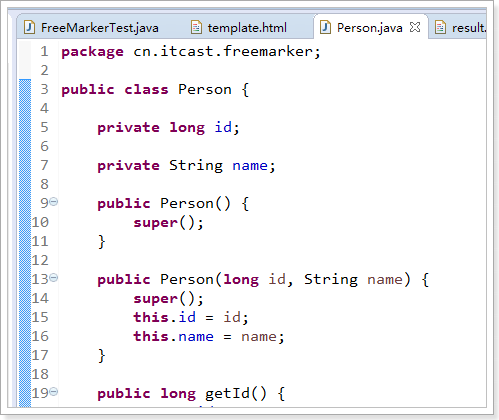 FreeMarkerTest.java template.html Person.java result.
1 package cn.itcast.freemarker;
2
3 public class Person {
4
5 private long id;
6
7 private String name;
8
9 public Person() {
10 super();
11 }
12
13 public Person(long id, String name) {
14 super();
15 this.id = id;
16 this.name = name;
17 }
18
19 public long getId() {